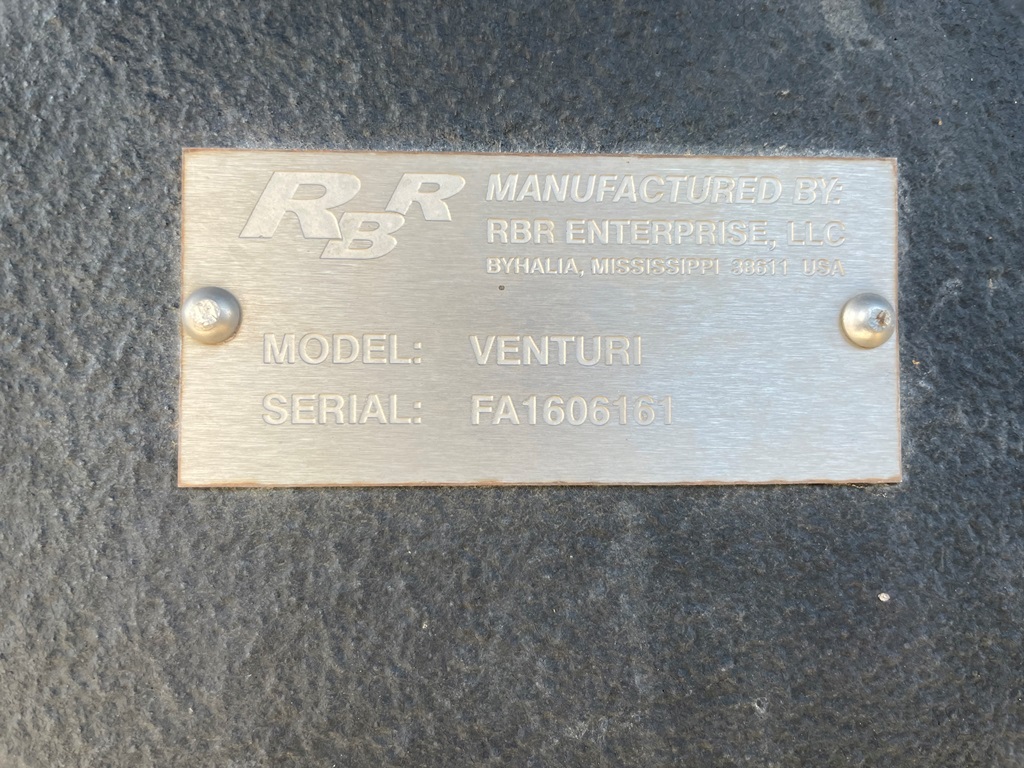 RBR
MANUFACTURED BY:
RBR ENTERPRISE, LLC
BYHALIA, MISSISSIPPI 38611 USA
MODEL: VENTURI
SERIAL: FA1606161